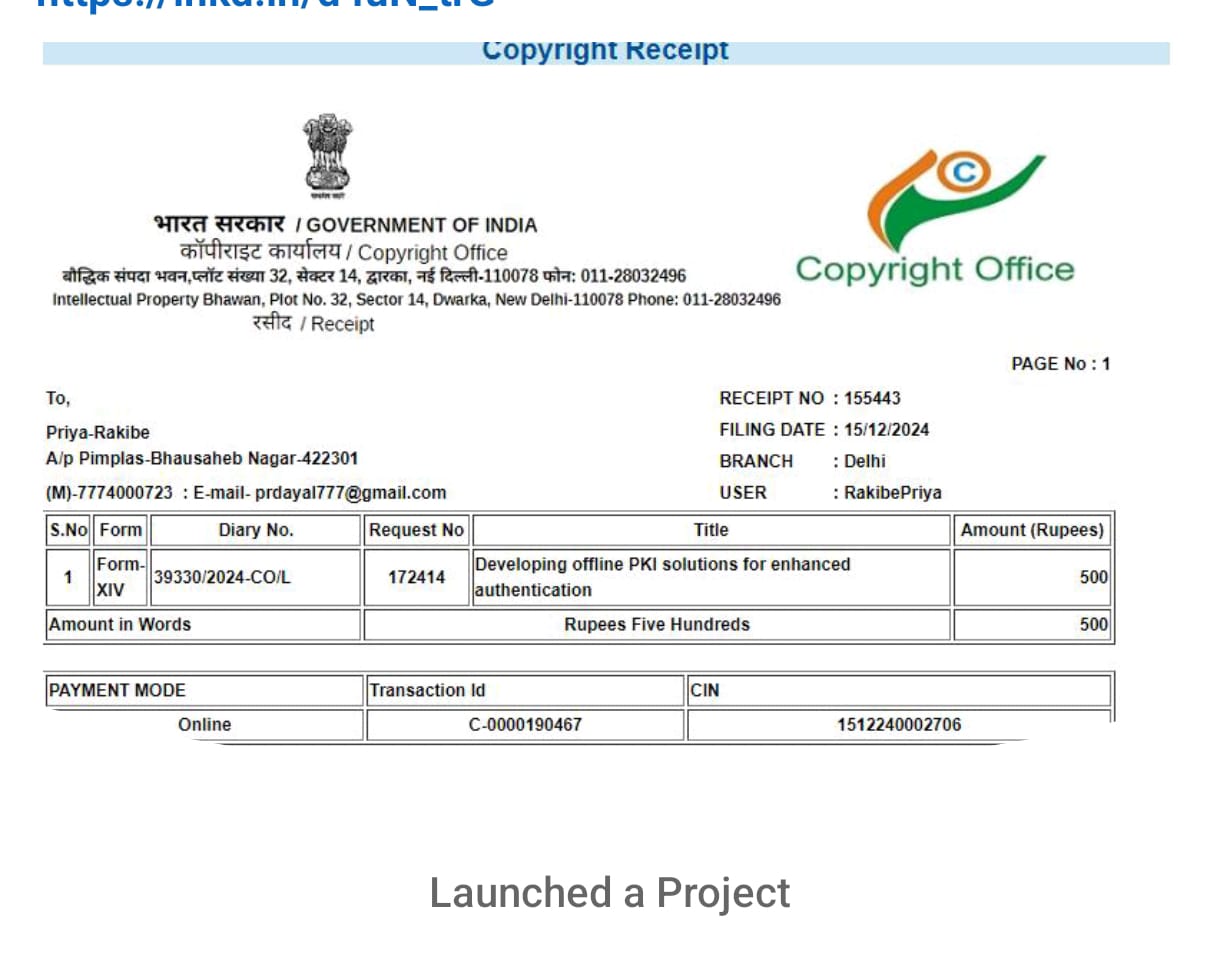 Copyright Receipt
भारत सरकार / GOVERNMENT OF INDIA
कॉपीराइट कार्यालय / Copyright Office
बौद्धिक संपदा भवन,प्लॉट संख्या 32, सेक्टर 14, द्वारका, नई दिल्ली-110078 फोन: 011-28032496
Intellectual Property Bhawan, Plot No. 32, Sector 14, Dwarka, New Delhi-110078 Phone: 011-28032496
रसीद / Receipt
C
Copyright Office
PAGE No : 1
To,
Priya-Rakibe
A/p Pimplas-Bhausaheb Nagar-422301
(M)-7774000723 : E-mail- prdayal777@gmail.com
RECEIPT NO : 155443
FILING DATE : 15/12/2024
BRANCH : Delhi
USER : RakibePriya
S.No Form Diary No. Request No Title Amount (Rupees)
1 Form-XIV 39330/2024-CO/L 172414 Developing offline PKI solutions for enhanced authentication 500
Amount in Words Rupees Five Hundreds 500
PAYMENT MODE Transaction Id CIN
Online C-0000190467 1512240002706
Launched a Project